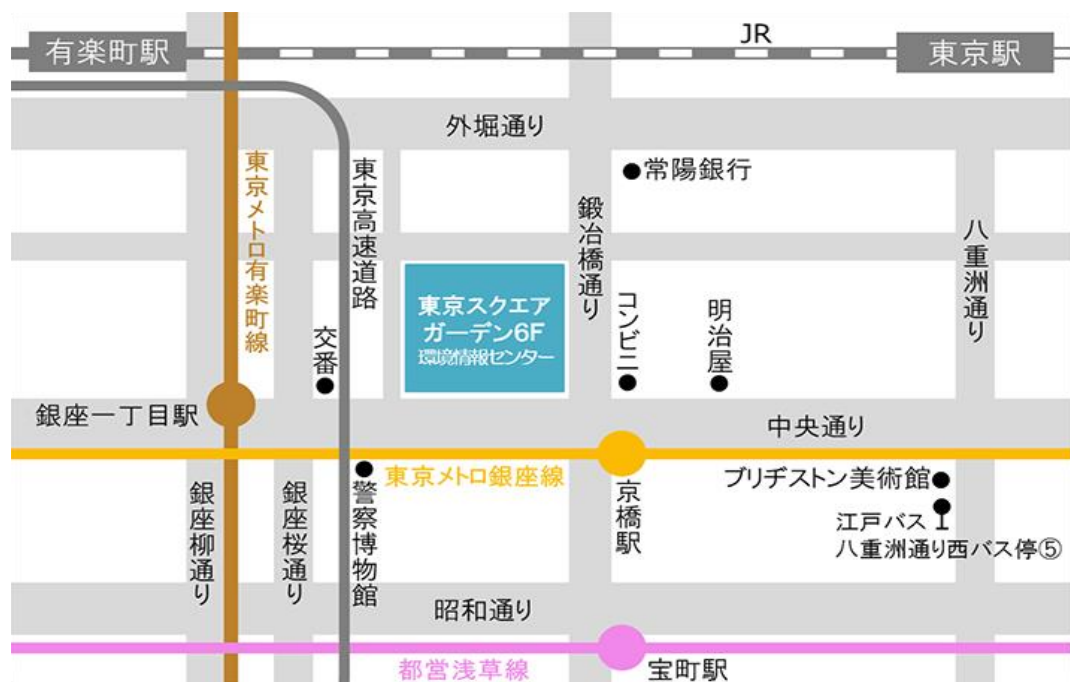 JR
有楽町駅
東京駅
外堀通り
常陽銀行
東京メトロ有楽町線
東京高速道路
鍛冶橋通り
八重洲通り
東京スクエア
ガーデン6F
環境情報センター
コンビニ
明治屋
交番
銀座一丁目駅
中央通り
東京メトロ銀座線
京橋駅
ブリヂストン美術館
江戸バス
八重洲通り西バス停⑤
銀座柳通り
銀座桜通り
警察博物館
昭和通り
都営浅草線
宝町駅